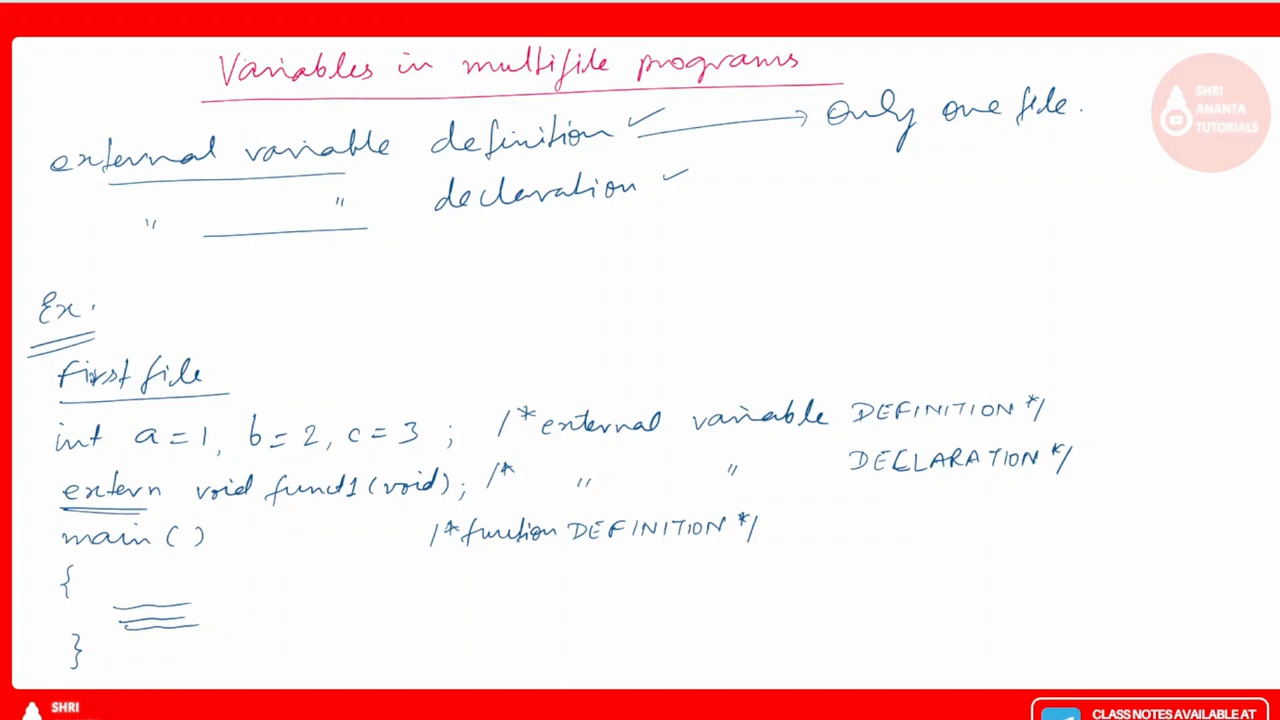 Variables in multifile programs
external variable definition ✓ → Only one file.
" " declaration ✓
SHRI
ANANTA
TUTORIALS
Ex.
First file
int a = 1, b = 2, c = 3 ; /* external variable DEFINITION */
extern void funct1 (void); /* " " DECLARATION */
main ( ) /* function DEFINITION */
{
}
SHRI
CLASS NOTES AVAILABLE AT